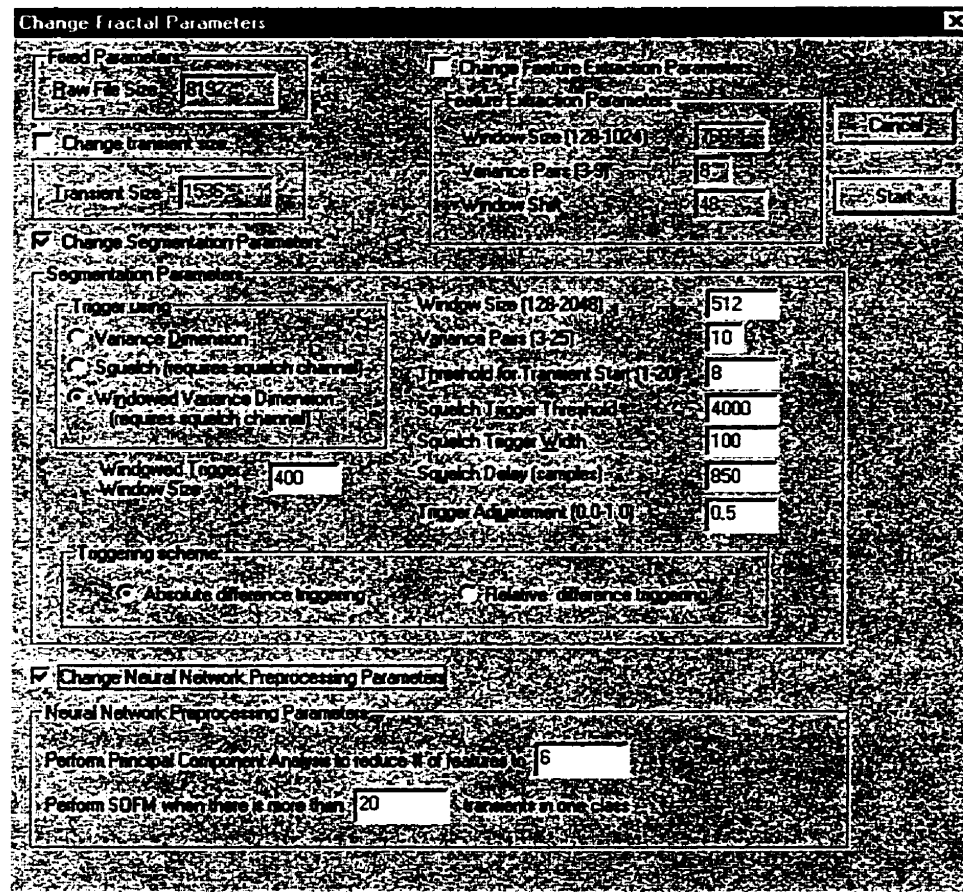 Change Fractal Parameters
Fixed Parameters
Raw File Size 8192
Change transient size
Transient Size 1536
Change Feature Extraction Parameters
Feature Extraction Parameters
Window Size (128-1024)
Variance Pairs [3-9]
Window Shift 48
Cancel
Start
Change Segmentation Parameters
Segmentation Parameters
Trigger using
Variance Dimension
Squelch (requires squelch channel)
Windowed Variance Dimension
(requires squelch channel)
Windowed Trigger
Window Size 400
Window Size (128-2048) 512
Variance Pairs [3-25] 10
Threshold for Transient Start (1-20) 8
Squelch Trigger Threshold 4000
Squelch Trigger Width 100
Squelch Delay (samples) 850
Trigger Adjustement (0.0-1.0) 0.5
Triggering scheme
Absolute difference triggering
Relative difference triggering
Change Neural Network Preprocessing Parameters
Neural Network Preprocessing Parameters
Perform Principal Component Analysis to reduce # of features to 6
Perform SOFM when there is more than 20 transients in one class